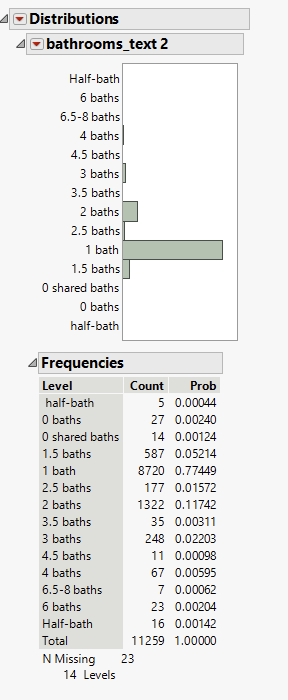 Distributions
bathrooms_text 2
Half-bath
6 baths
6.5-8 baths
4 baths
4.5 baths
3 baths
3.5 baths
2 baths
2.5 baths
1 bath
1.5 baths
0 shared baths
0 baths
half-bath
Frequencies
Level Count Prob
half-bath 5 0.00044
0 baths 27 0.00240
0 shared baths 14 0.00124
1.5 baths 587 0.05214
1 bath 8720 0.77449
2.5 baths 177 0.01572
2 baths 1322 0.11742
3.5 baths 35 0.00311
3 baths 248 0.02203
4.5 baths 11 0.00098
4 baths 67 0.00595
6.5-8 baths 7 0.00062
6 baths 23 0.00204
Half-bath 16 0.00142
Total 11259 1.00000
N Missing 23
14 Levels